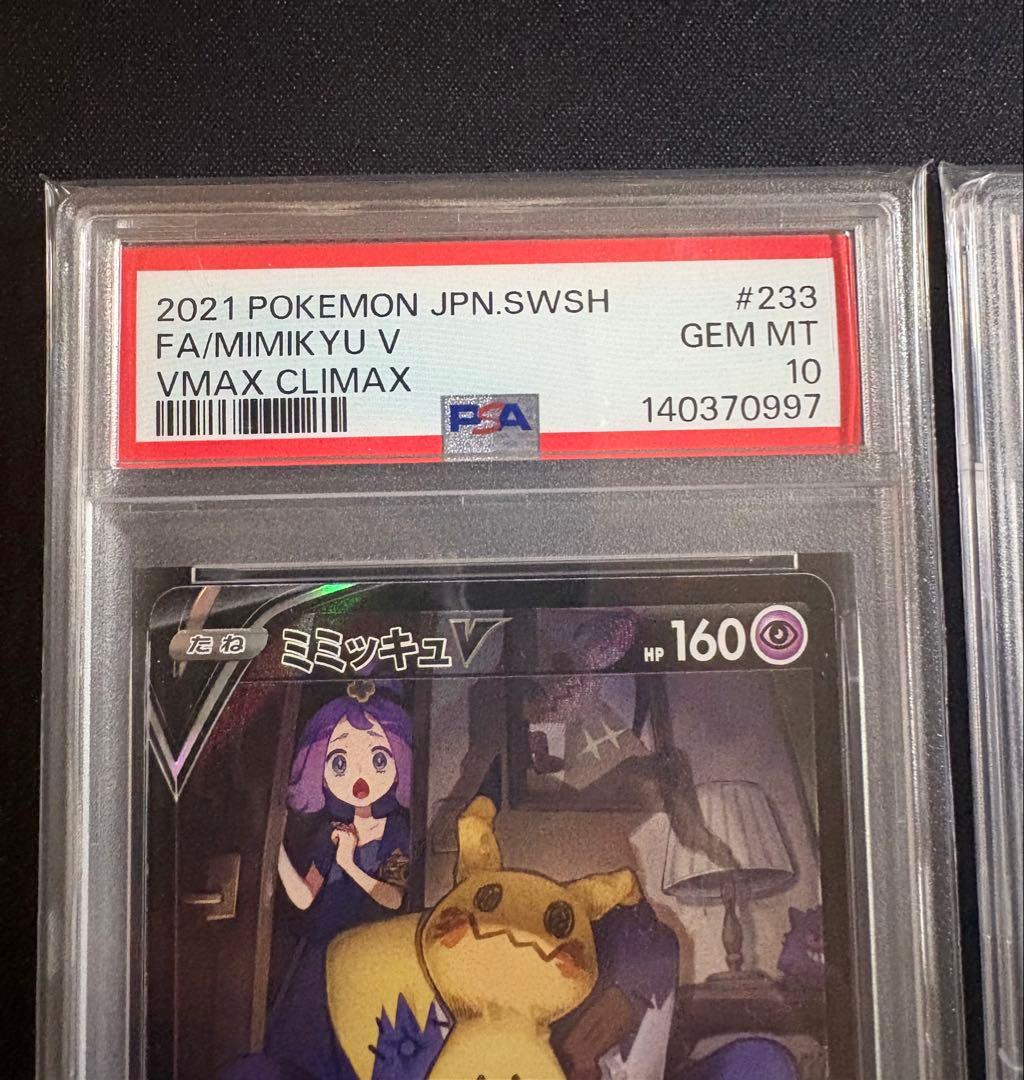 2021 POKEMON JPN.SWSH #233
FA/MIMIKYU V GEM MT
VMAX CLIMAX 10
140370997
PSA
たね ミミッキュV HP 160